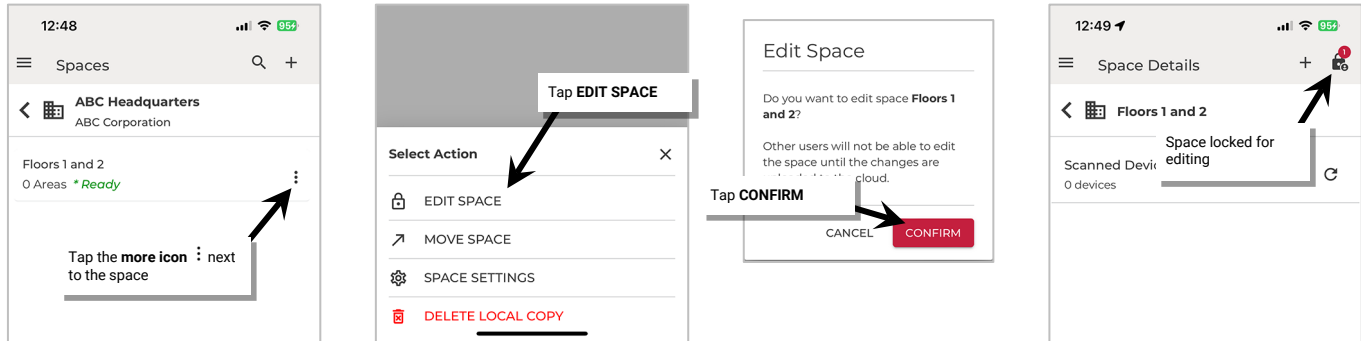 12:48
95
Spaces
ABC Headquarters
ABC Corporation
Floors 1 and 2
0 Areas * Ready
Tap the more icon ⋮ next
to the space
Tap EDIT SPACE
Select Action
EDIT SPACE
MOVE SPACE
SPACE SETTINGS
DELETE LOCAL COPY
Edit Space
Do you want to edit space Floors 1
and 2?
Other users will not be able to edit
the space until the changes are
cloud.
Tap CONFIRM
CANCEL
CONFIRM
12:49
95
Space Details
1
Floors 1 and 2
Space locked for
editing
Scanned Devic
0 devices